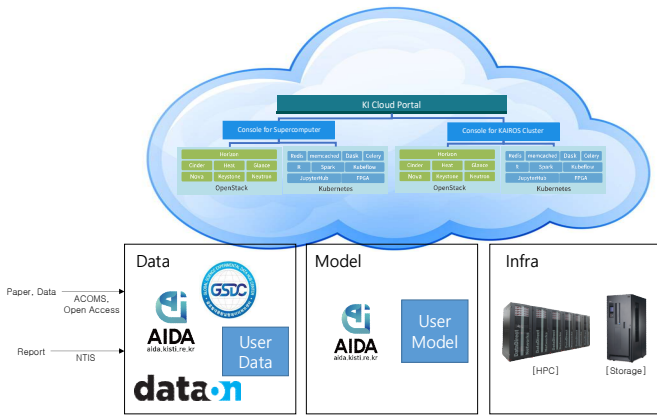 KI Cloud Portal
Console for Supercomputer
Console for KAIROS Cluster
Horizon
Cinder Heat Glance
Nova Keystone Neutron
OpenStack
Redis memcached Dask Celery
R Spark Kubeflow
JupyterHub FPGA
Kubernetes
Horizon
Cinder Heat Glance
Nova Keystone Neutron
OpenStack
Redis memcached Dask Celery
R Spark Kubeflow
JupyterHub FPGA
Kubernetes
Data
GSDC
AIDA
aida.kisti.re.kr
User
Data
dataon
Model
AIDA
aida.kisti.re.kr
User
Model
Infra
[HPC]
[Storage]
Paper, Data
ACOMS,
Open Access
Report
NTIS